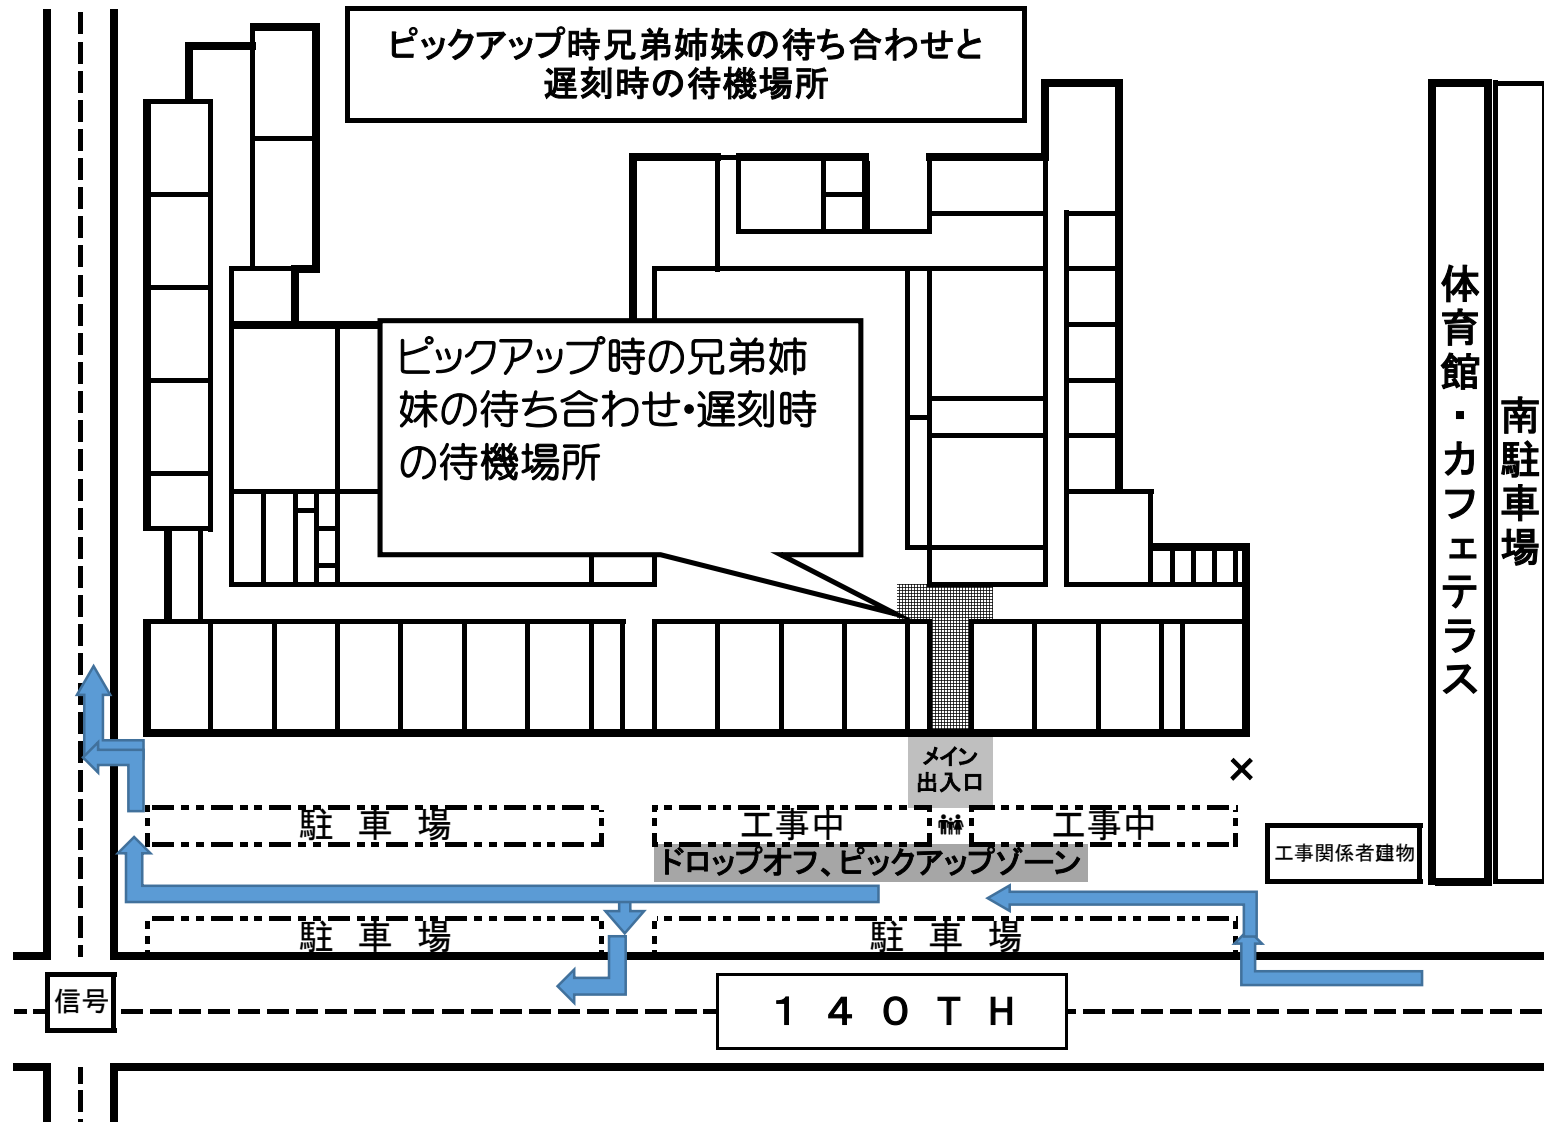 ピックアップ時兄弟姉妹の待ち合わせと
遅刻時の待機場所
ピックアップ時の兄弟姉
妹の待ち合わせ・遅刻時
の待機場所
体育館・カフェテラス
南駐車場
メイン
出入口
×
駐車場
工事中
工事中
ドロップオフ、ピックアップゾーン
工事関係者建物
駐車場
駐車場
信号
１４０ＴＨ